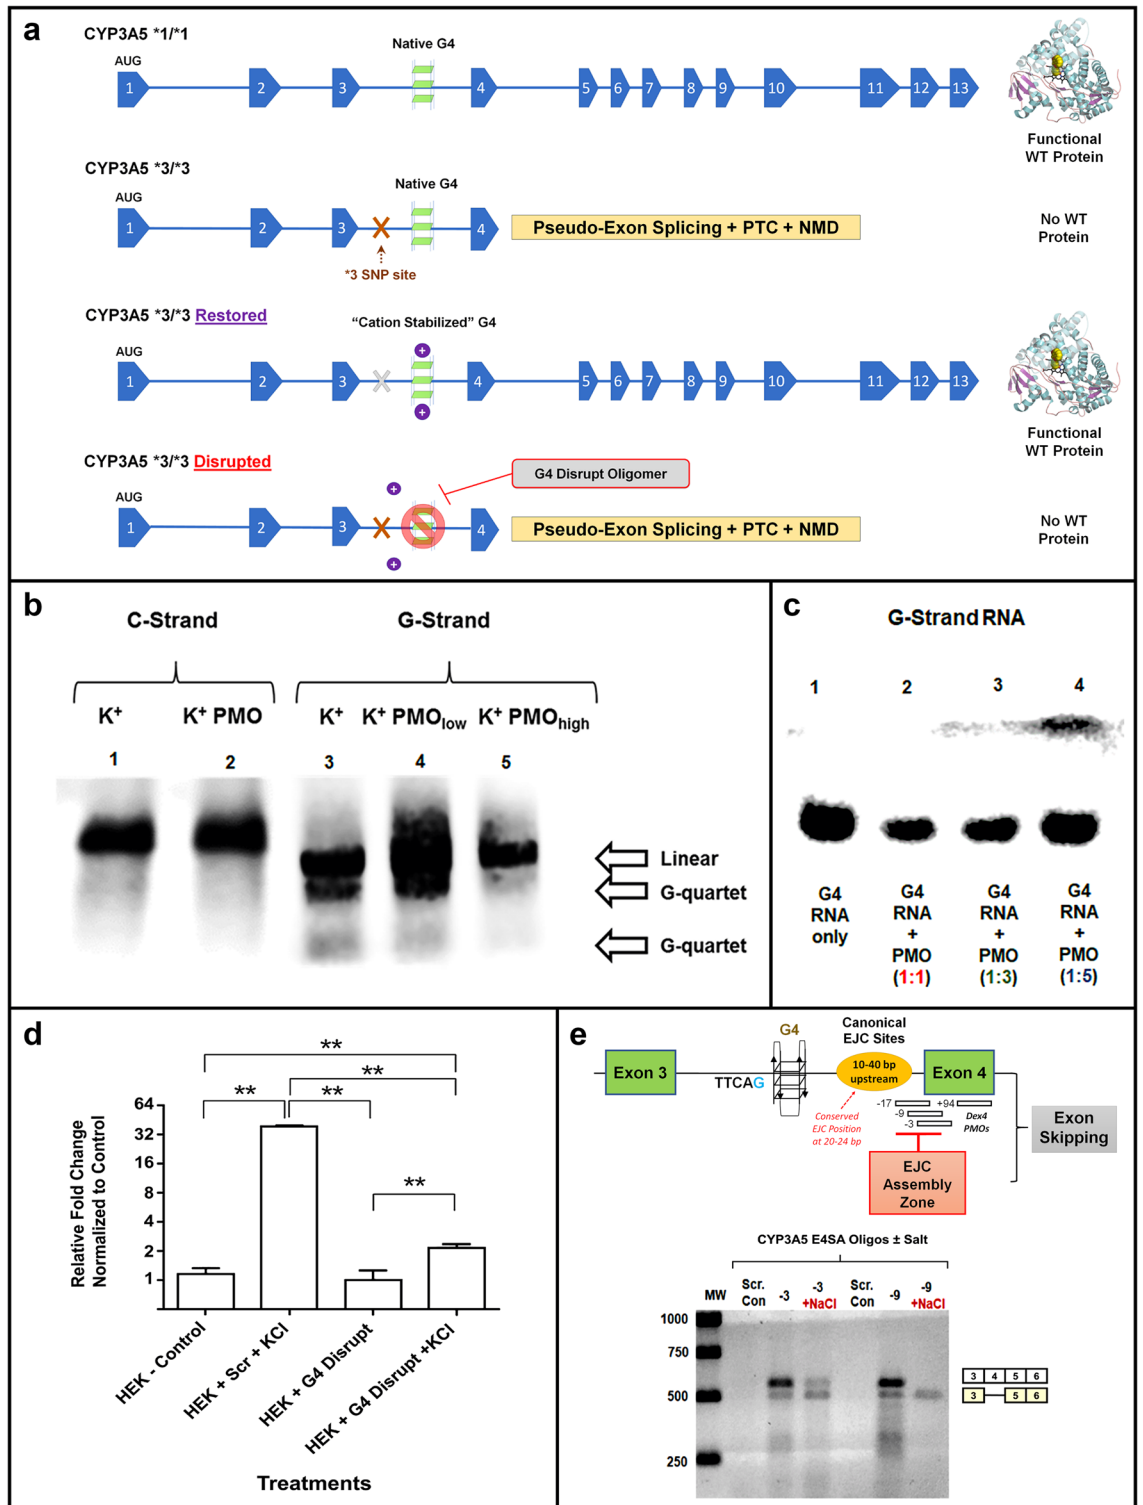 a
CYP3A5 *1/*1
Native G4
AUG
1 2 3 4 5 6 7 8 9 10 11 12 13
Functional
WT Protein
CYP3A5 *3/*3
Native G4
AUG
1 2 3 4
Pseudo-Exon Splicing + PTC + NMD
No WT
Protein
*3 SNP site
CYP3A5 *3/*3 Restored
“Cation Stabilized” G4
AUG
+
1 2 3 4 5 6 7 8 9 10 11 12 13
+
Functional
WT Protein
CYP3A5 *3/*3 Disrupted
G4 Disrupt Oligomer
AUG
+
1 2 3 4
Pseudo-Exon Splicing + PTC + NMD
No WT
Protein
+
b
C-Strand G-Strand
K+ K+ PMO K+ K+ PMOlow K+ PMOhigh
1 2 3 4 5
Linear
G-quartet
G-quartet
c
G-Strand RNA
1 2 3 4
G4
RNA
only
G4
RNA
+
PMO
(1:1)
G4
RNA
+
PMO
(1:3)
G4
RNA
+
PMO
(1:5)
d
**
**
** **
**
Relative Fold Change
Normalized to Control
64
32
16
8
4
2
1
HEK - Control
HEK + Scr + KCl
HEK + G4 Disrupt
HEK + G4 Disrupt +KCl
Treatments
e
G4
Canonical
EJC Sites
Exon 3
TTCAG
10-40 bp
upstream
Exon 4
Conserved
EJC Position
at 20-24 bp
-17
-9
-3
+94
Dex4
PMOs
Exon
Skipping
EJC
Assembly
Zone
CYP3A5 E4SA Oligos ± Salt
MW
Scr.
Con
-3
-3
+NaCl
Scr.
Con
-9
-9
+NaCl
1000
750
500
250
3 4 5 6
3 5 6